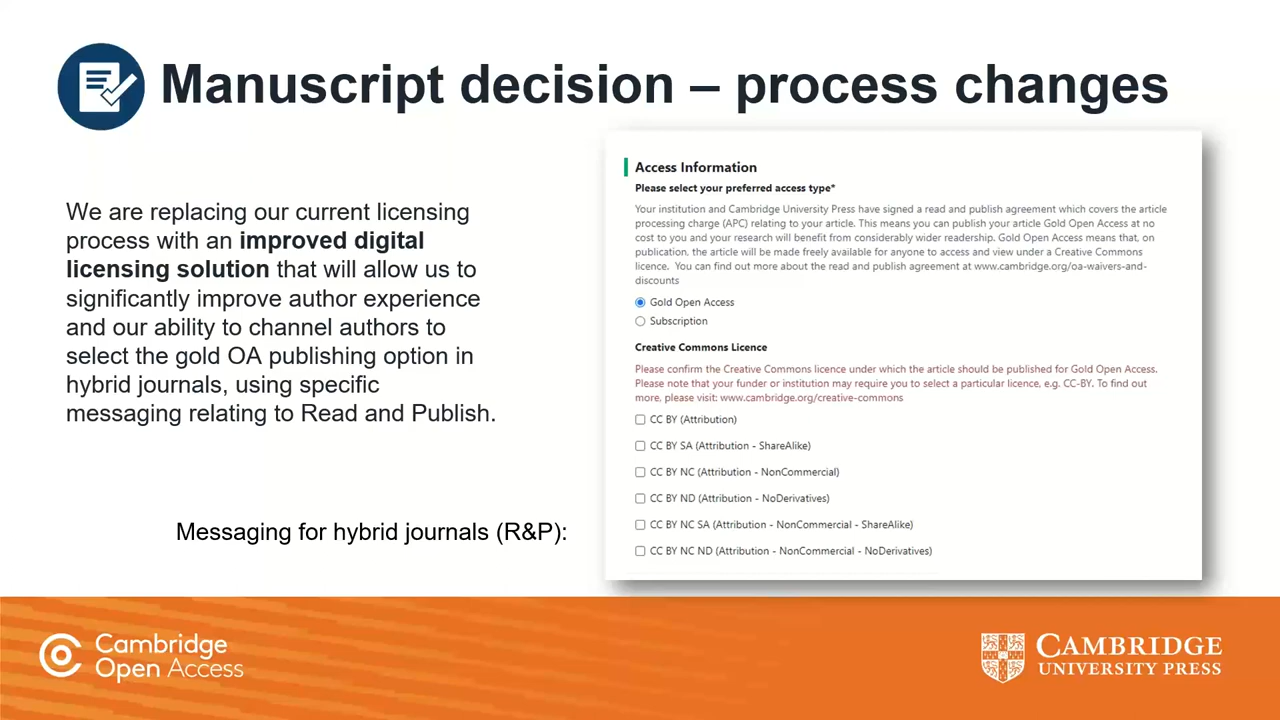 Manuscript decision – process changes
We are replacing our current licensing
process with an improved digital
licensing solution that will allow us to
significantly improve author experience
and our ability to channel authors to
select the gold OA publishing option in
hybrid journals, using specific
messaging relating to Read and Publish.
Messaging for hybrid journals (R&P):
Access Information
Please select your preferred access type*
Your institution and Cambridge University Press have signed a read and publish agreement which covers the article
processing charge (APC) relating to your article. This means you can publish your article Gold Open Access at no
cost to you and your research will benefit from considerably wider readership. Gold Open Access means that, on
publication, the article will be made freely available for anyone to access and view under a Creative Commons
licence. You can find out more about the read and publish agreement at www.cambridge.org/oa-waivers-and-
discounts
Gold Open Access
Subscription
Creative Commons Licence
Please confirm the Creative Commons licence under which the article should be published for Gold Open Access.
Please note that your funder or institution may require you to select a particular licence, e.g. CC-BY. To find out
more, please visit: www.cambridge.org/creative-commons
CC BY (Attribution)
CC BY SA (Attribution - ShareAlike)
CC BY NC (Attribution - NonCommercial)
CC BY ND (Attribution - NoDerivatives)
CC BY NC SA (Attribution - NonCommercial - ShareAlike)
CC BY NC ND (Attribution - NonCommercial - NoDerivatives)
Cambridge
Open Access
CAMBRIDGE
UNIVERSITY PRESS